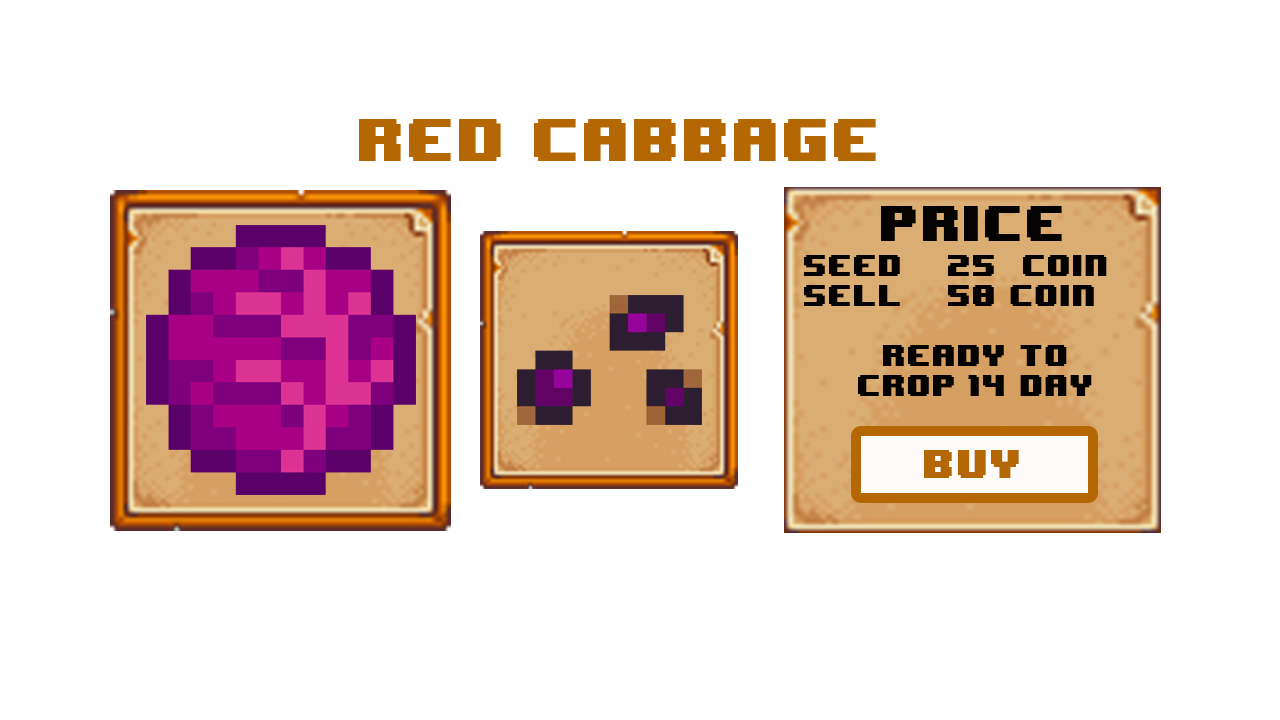 RED CABBAGE
PRICE
SEED 25 COIN
SELL 58 COIN
READY TO
CROP 14 DAY
BUY